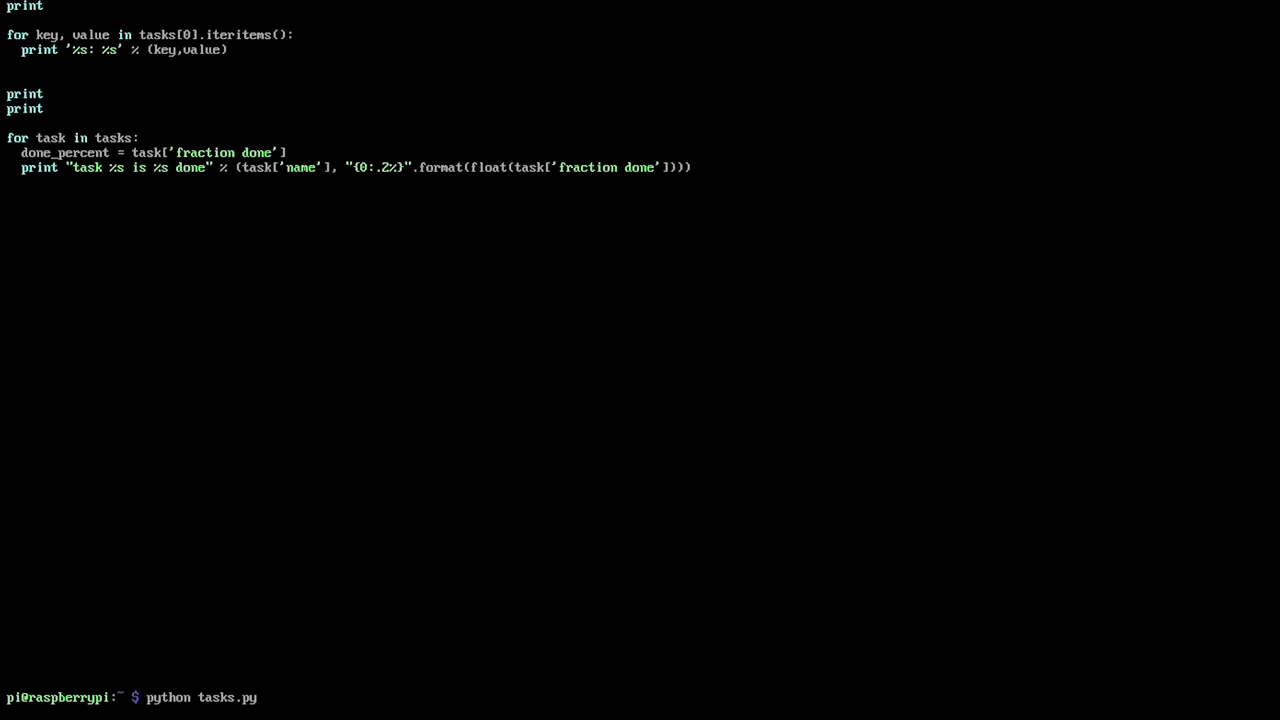 print
for key, value in tasks[0].iteritems():
  print '%s: %s' % (key,value)
print
print
for task in tasks:
  done_percent = task['fraction done']
  print "task %s is %s done" % (task['name'], "{0:.2%}".format(float(task['fraction done'])))
pi@raspberrypi:~ $ python tasks.py